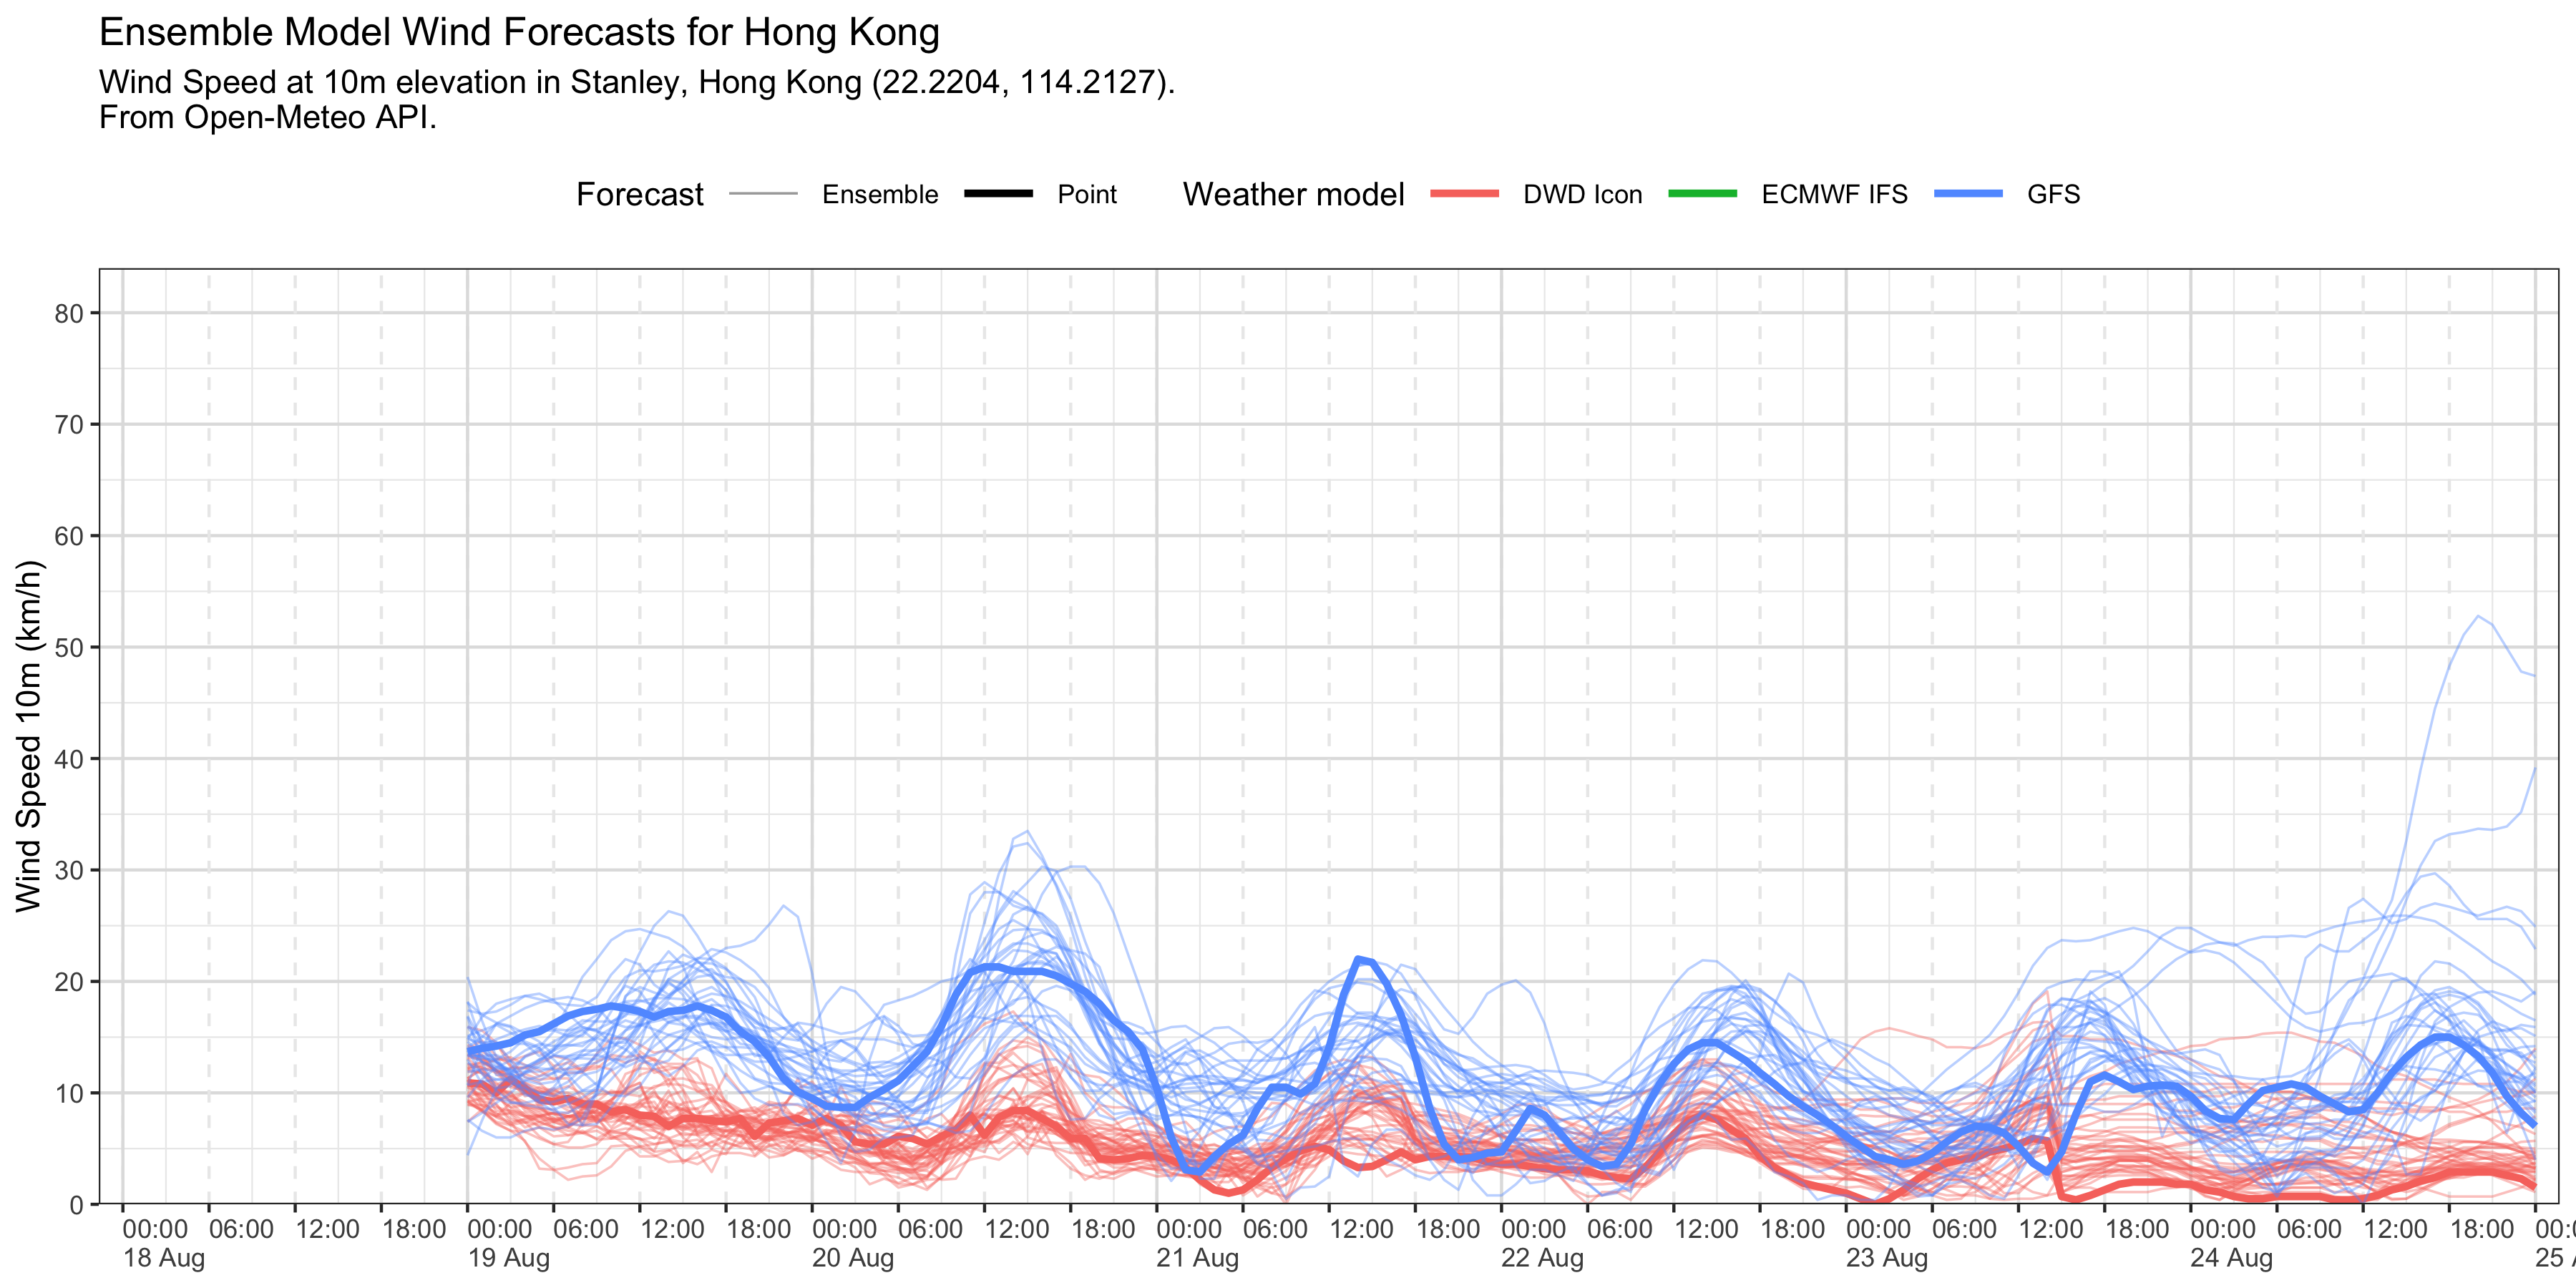 Ensemble Model Wind Forecasts for Hong Kong
Wind Speed at 10m elevation in Stanley, Hong Kong (22.2204, 114.2127).
From Open-Meteo API.
Forecast Ensemble Point Weather model DWD Icon ECMWF IFS GFS
Wind Speed 10m (km/h)
80
70
60
50
40
30
20
10
0
00:00 06:00 12:00 18:00 00:00 06:00 12:00 18:00 00:00 06:00 12:00 18:00 00:00 06:00 12:00 18:00 00:00 06:00 12:00 18:00 00:00 06:00 12:00 18:00 00:00 06:00 12:00 18:00
18 Aug 19 Aug 20 Aug 21 Aug 22 Aug 23 Aug 24 Aug 25